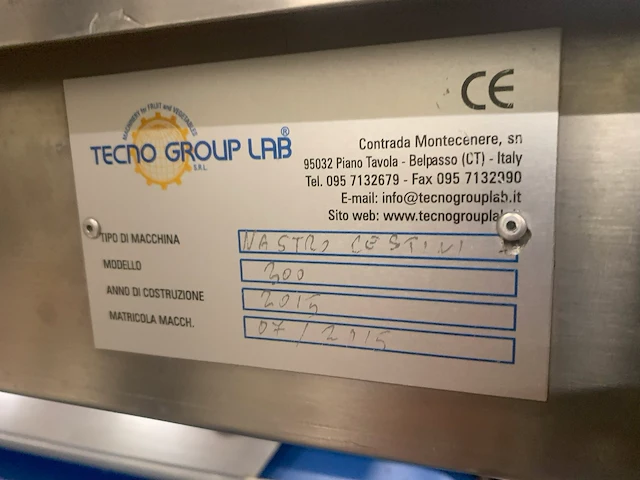 CE
MACHINERY for FRUIT and VEGETABLES
TECNO GROUP LAB®
S.R.L.
Contrada Montecenere, sn
95032 Piano Tavola - Belpasso (CT) - Italy
Tel. 095 7132679 - Fax 095 7132090
E-mail: info@tecnogrouplab.it
Sito web: www.tecnogrouplab.it
TIPO DI MACCHINA NASTRO CESTINI
MODELLO 300
ANNO DI COSTRUZIONE 2015
MATRICOLA MACCH. 07/2015